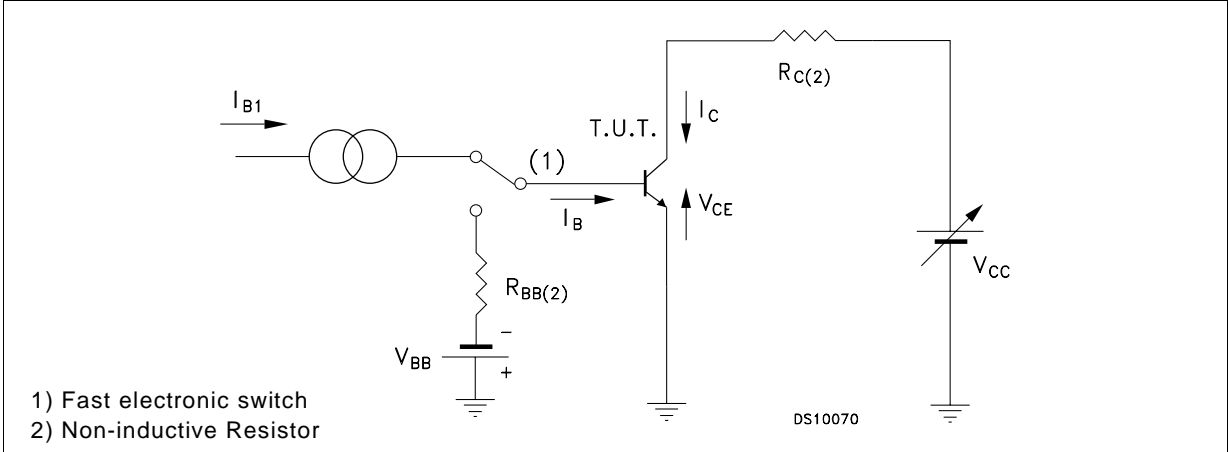 I_B1
R_C(2)
I_C
T.U.T.
(1)
V_CE
I_B
R_BB(2)
V_CC
−
V_BB
+
1) Fast electronic switch
2) Non-inductive Resistor
DS10070